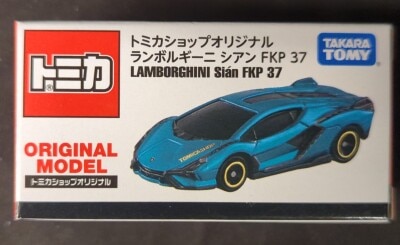 トミカショップオリジナル
ランボルギーニ シアン FKP 37
LAMBORGHINI Sián FKP 37
TAKARA
TOMY
トミカ
®
ORIGINAL
MODEL
トミカショップオリジナル